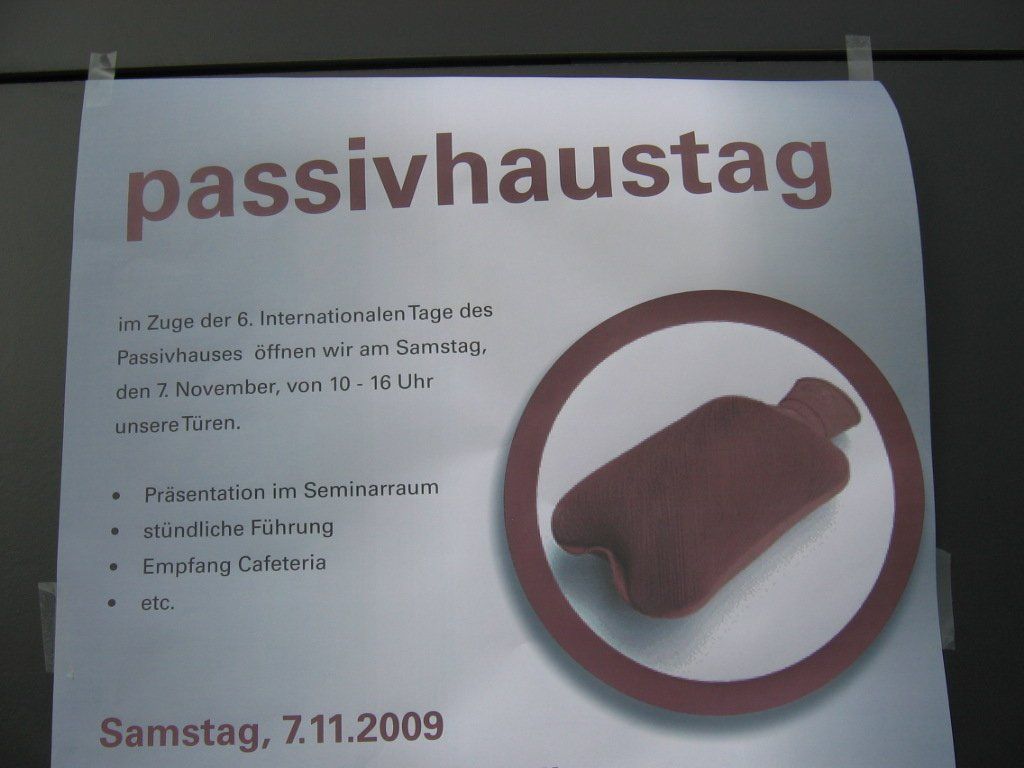 passivhaustag
im Zuge der 6. Internationalen Tage des
Passivhauses öffnen wir am Samstag,
den 7. November, von 10 - 16 Uhr
unsere Türen.
• Präsentation im Seminarraum
• stündliche Führung
• Empfang Cafeteria
• etc.
Samstag, 7.11.2009